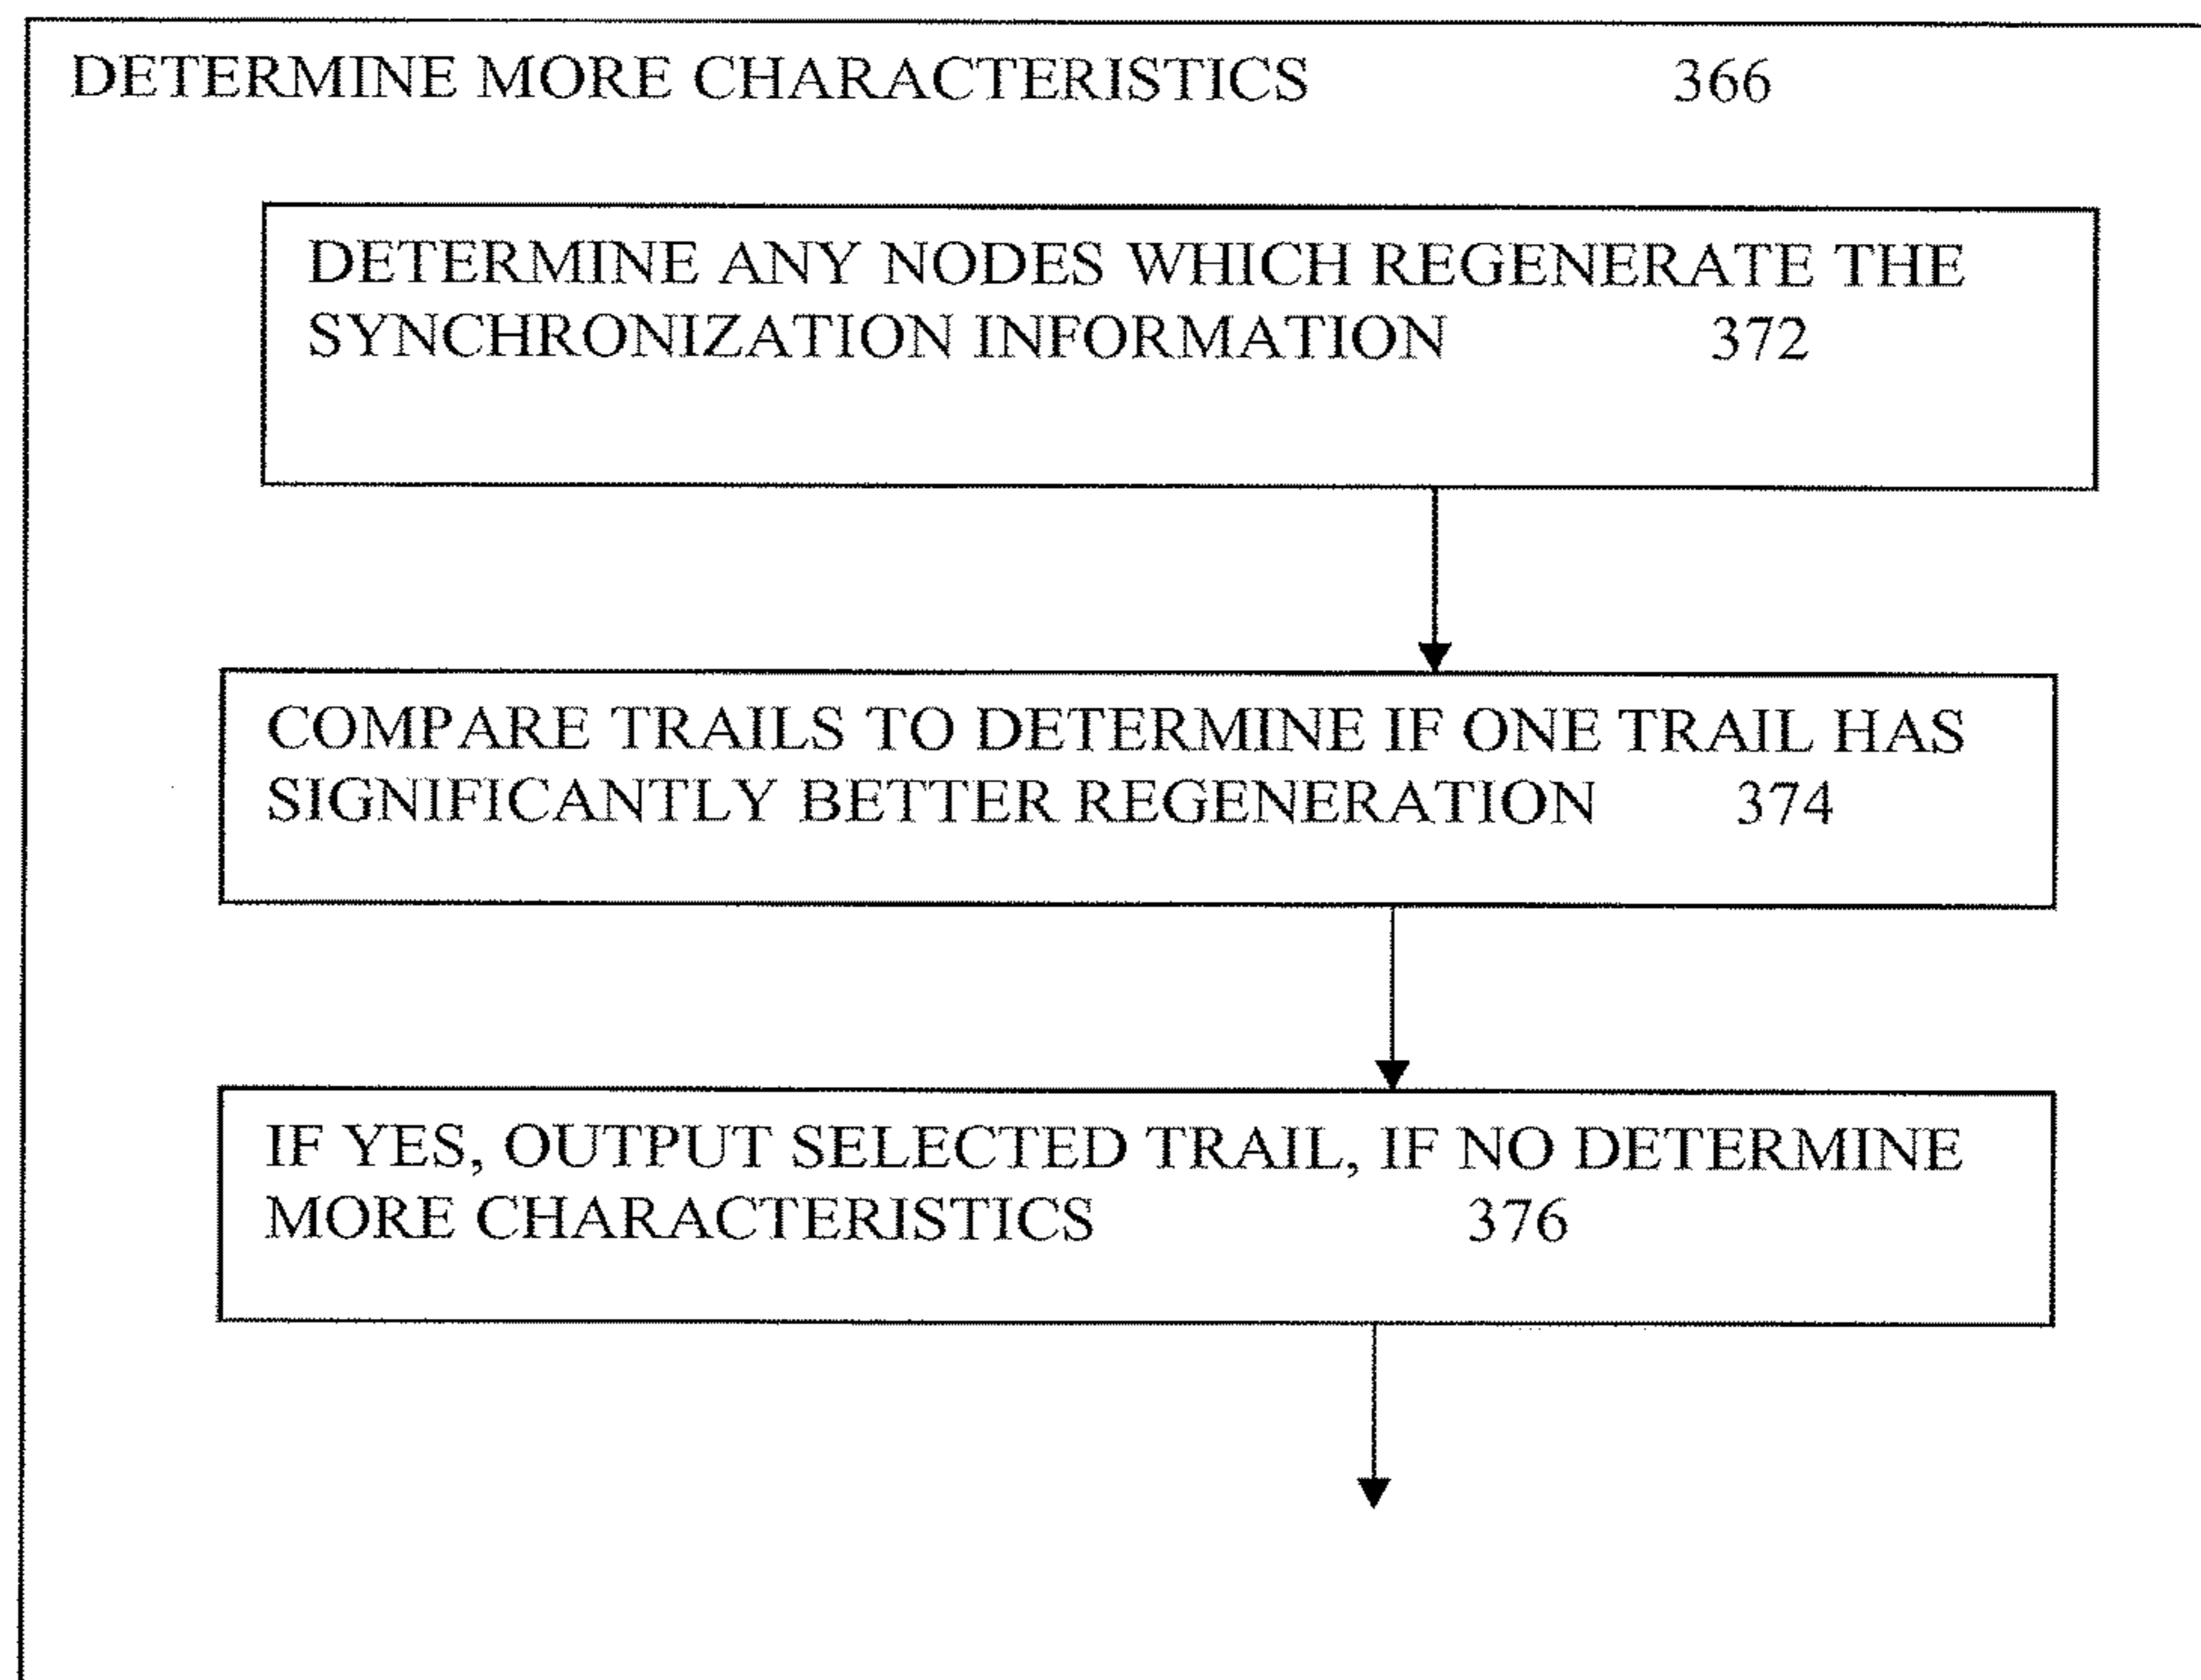 DETERMINE MORE CHARACTERISTICS 366
DETERMINE ANY NODES WHICH REGENERATE THE
SYNCHRONIZATION INFORMATION 372
COMPARE TRAILS TO DETERMINE IF ONE TRAIL HAS
SIGNIFICANTLY BETTER REGENERATION 374
IF YES, OUTPUT SELECTED TRAIL, IF NO DETERMINE
MORE CHARACTERISTICS 376